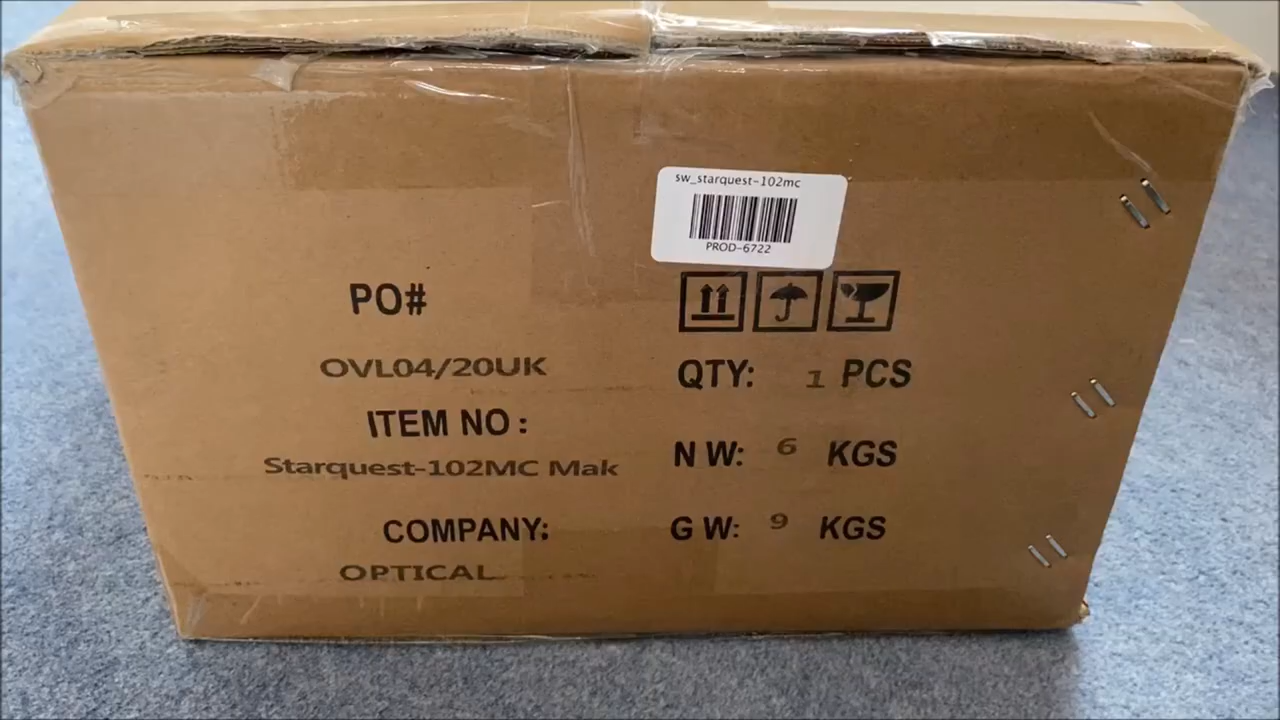 sw_starquest-102mc
PROD-6722
PO#
OVL04/20UK
ITEM NO :
Starquest-102MC Mak
COMPANY:
OPTICAL
QTY: 1 PCS
N W: 6 KGS
G W: 9 KGS